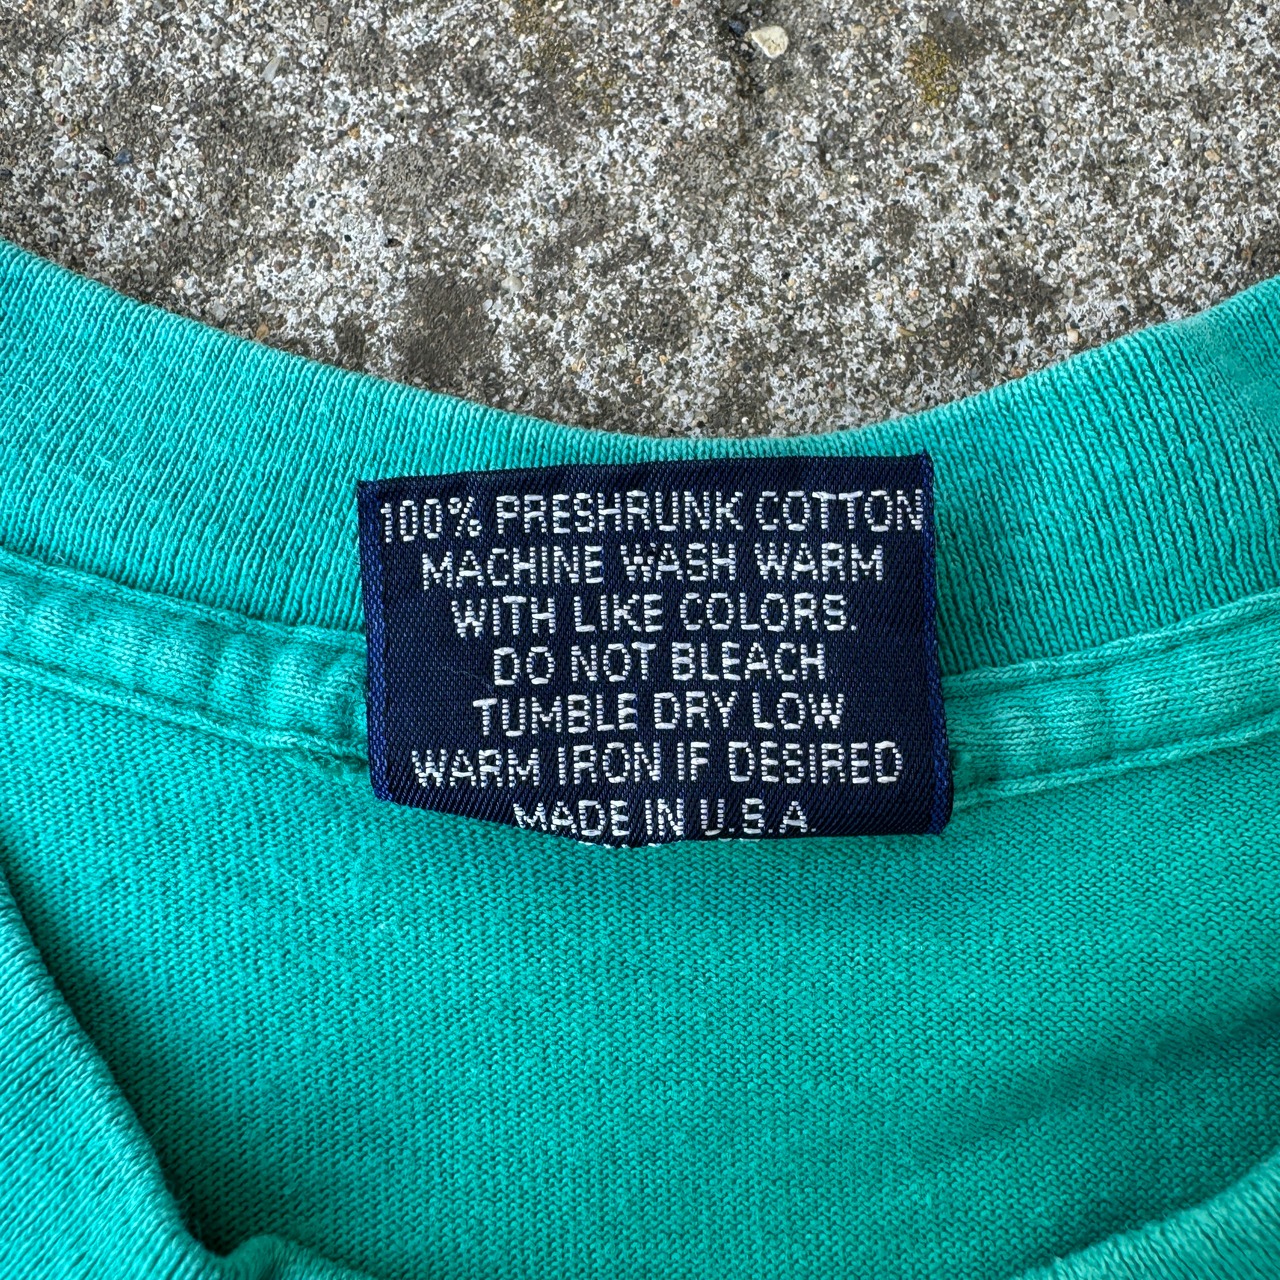 100% PRESHRUNK COTTON
MACHINE WASH WARM
WITH LIKE COLORS.
DO NOT BLEACH
TUMBLE DRY LOW
WARM IRON IF DESIRED
MADE IN U.S.A.